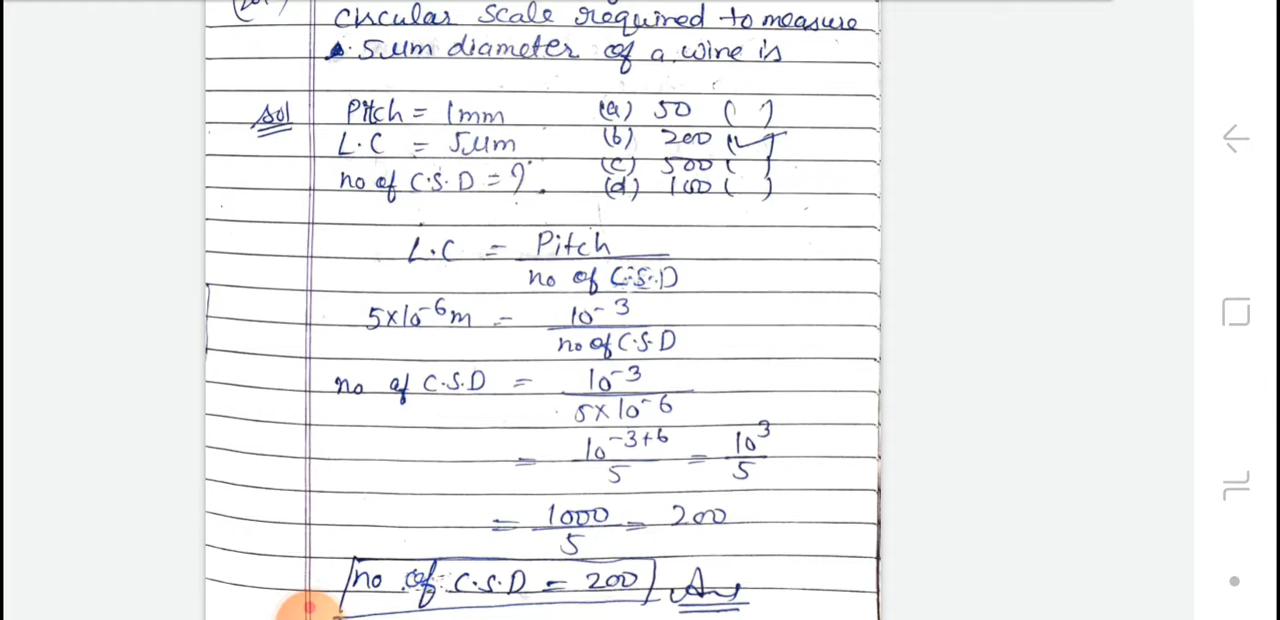 circular scale required to measure
5μm diameter of a wire is
Sol
Pitch = 1mm (a) 50 ( )
L.C = 5μm (b) 200 (✓)
no of C.S.D = ?. (c) 500 ( )
(d) 100 ( )
L.C = Pitch / no of C.S.D
5×10⁻⁶m = 10⁻³ / no of C.S.D
no of C.S.D = 10⁻³ / 5×10⁻⁶
= 10⁻³⁺⁶ / 5 = 10³ / 5
= 1000 / 5 = 200
no of C.S.D = 200 Ans